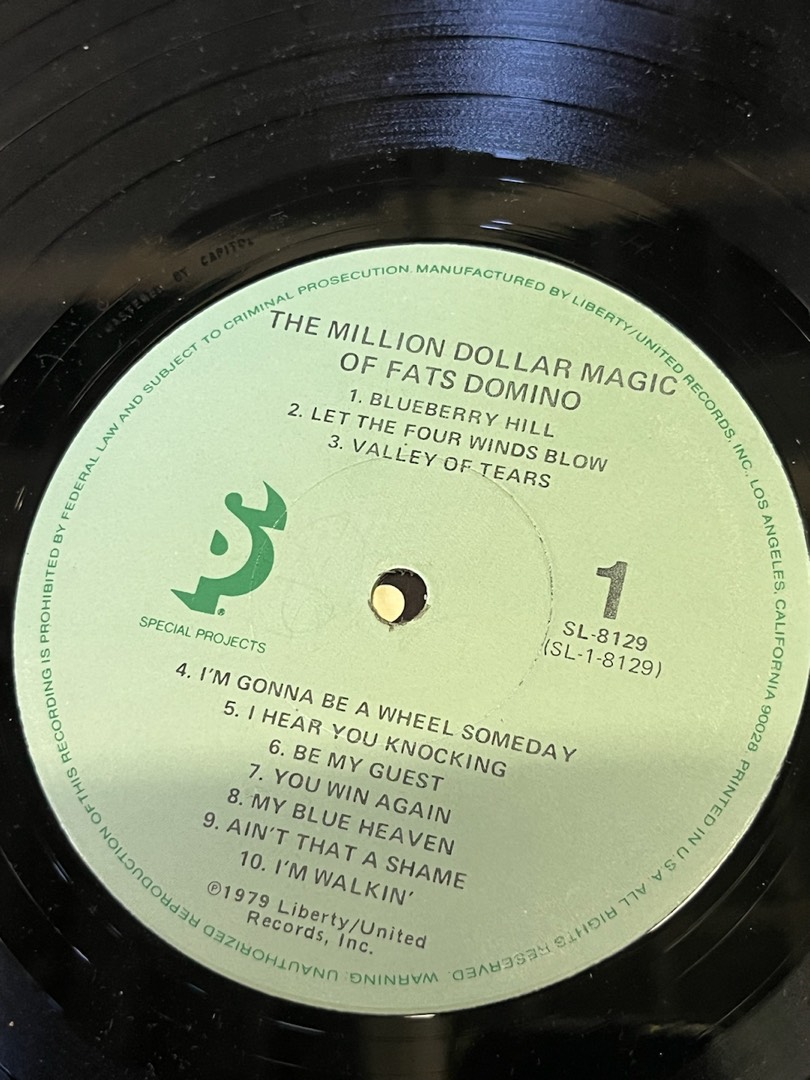 MASTERED BY CAPITOL
THE MILLION DOLLAR MAGIC
OF FATS DOMINO
1. BLUEBERRY HILL
2. LET THE FOUR WINDS BLOW
3. VALLEY OF TEARS
SPECIAL PROJECTS
®
1
SL-8129
(SL-1-8129)
4. I'M GONNA BE A WHEEL SOMEDAY
5. I HEAR YOU KNOCKING
6. BE MY GUEST
7. YOU WIN AGAIN
8. MY BLUE HEAVEN
9. AIN'T THAT A SHAME
10. I'M WALKIN'
℗1979 Liberty/United
Records, Inc.
MANUFACTURED BY LIBERTY/UNITED RECORDS, INC., LOS ANGELES, CALIFORNIA 90028. PRINTED IN U.S.A. ALL RIGHTS RESERVED. WARNING: UNAUTHORIZED REPRODUCTION OF THIS RECORDING IS PROHIBITED BY FEDERAL LAW AND SUBJECT TO CRIMINAL PROSECUTION.